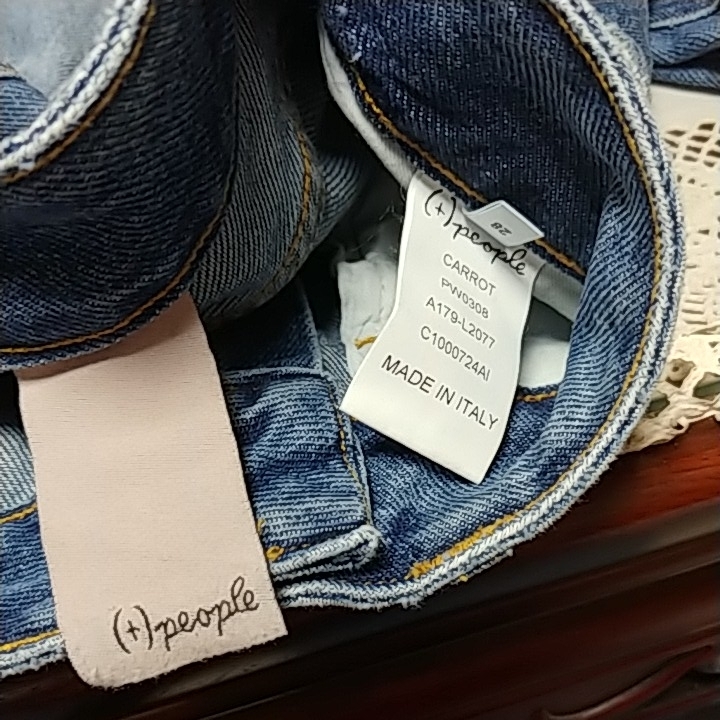 (+)people
28
CARROT
PW0308
A179-L2077
C1000724AI
MADE IN ITALY
(+)people